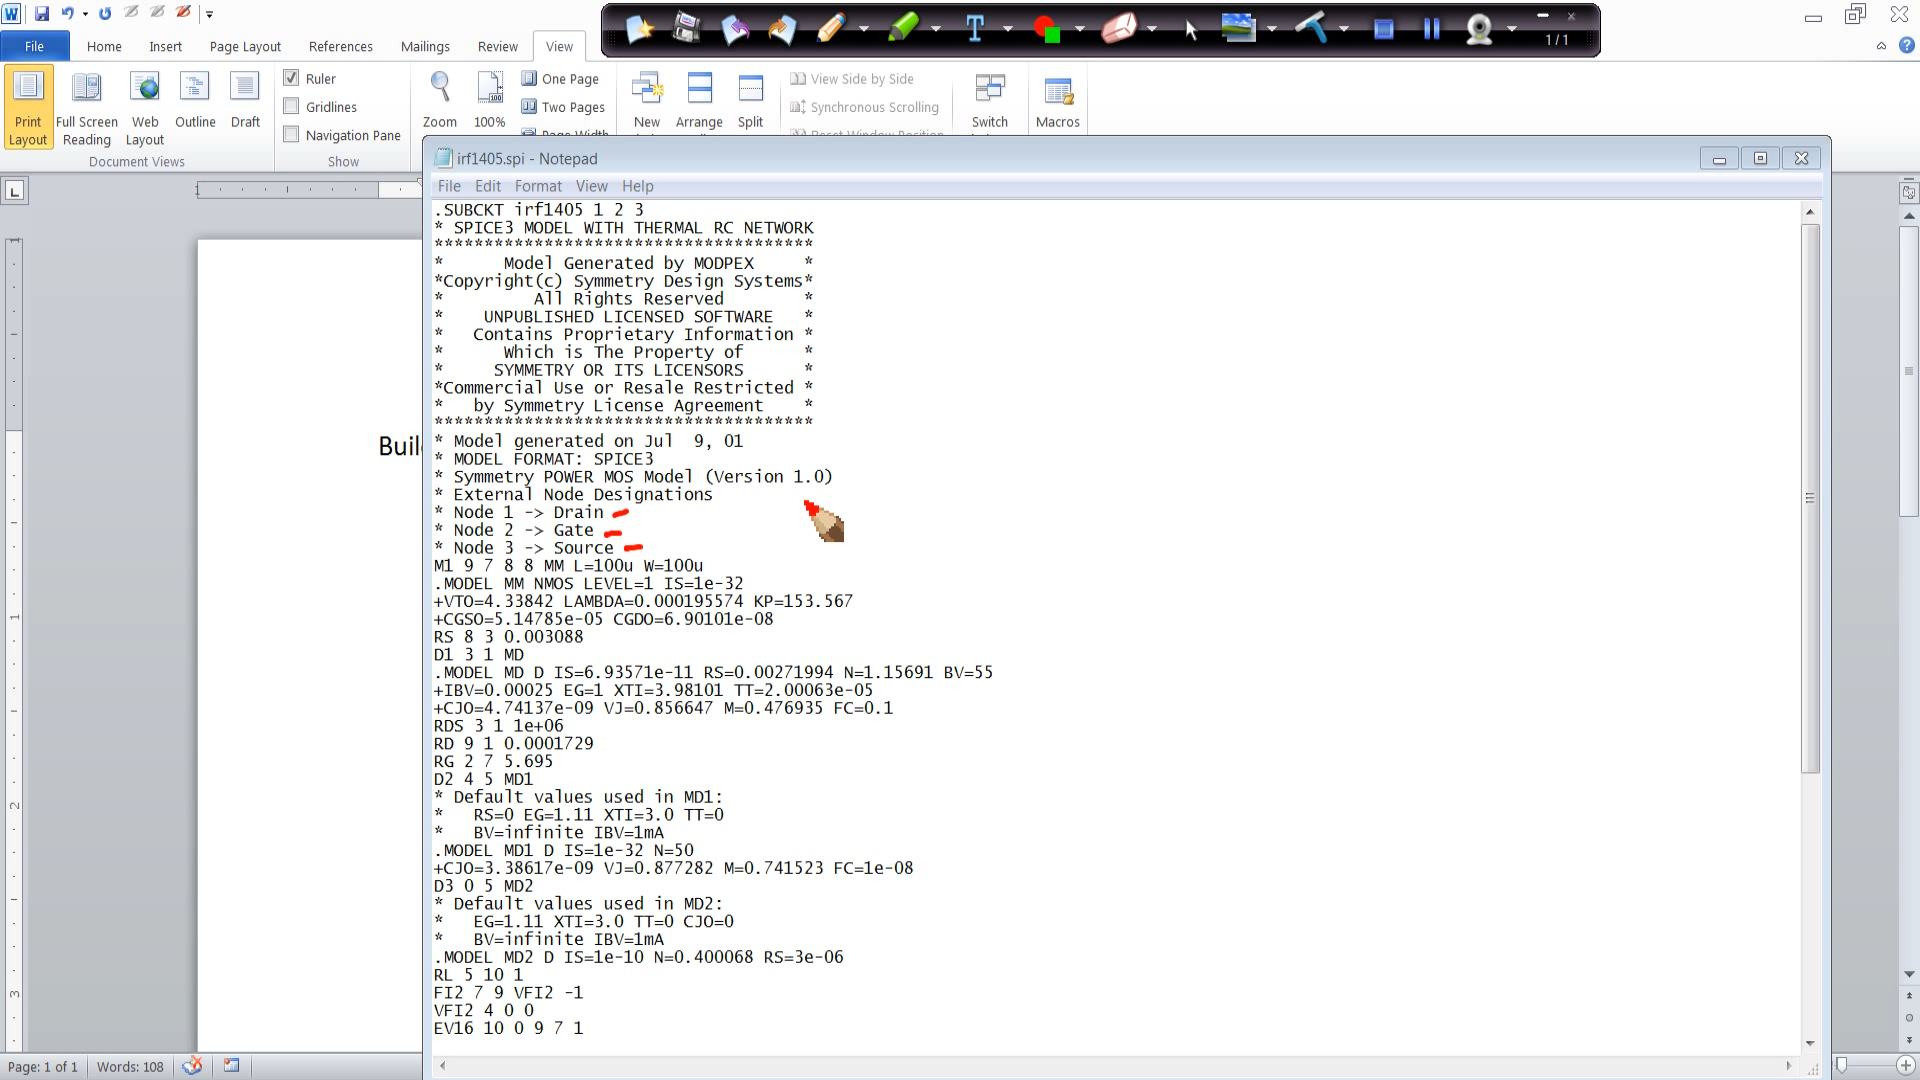 1/1
File Home Insert Page Layout References Mailings Review View
Print Layout
Full Screen Reading
Web Layout
Outline
Draft
Document Views
Ruler
Gridlines
Navigation Pane
Show
Zoom
100%
One Page
Two Pages
Page Width
New
Arrange
Split
View Side by Side
Synchronous Scrolling
Reset Window Position
Switch
Macros
irf1405.spi - Notepad
File Edit Format View Help
.SUBCKT irf1405 1 2 3
* SPICE3 MODEL WITH THERMAL RC NETWORK
**************************************
* Model Generated by MODPEX *
*Copyright(c) Symmetry Design Systems*
* All Rights Reserved *
* UNPUBLISHED LICENSED SOFTWARE *
* Contains Proprietary Information *
* Which is The Property of *
* SYMMETRY OR ITS LICENSORS *
*Commercial Use or Resale Restricted *
* by Symmetry License Agreement *
**************************************
* Model generated on Jul 9, 01
* MODEL FORMAT: SPICE3
* Symmetry POWER MOS Model (Version 1.0)
* External Node Designations
* Node 1 -> Drain
* Node 2 -> Gate
* Node 3 -> Source
M1 9 7 8 8 MM L=100u W=100u
.MODEL MM NMOS LEVEL=1 IS=1e-32
+VTO=4.33842 LAMBDA=0.000195574 KP=153.567
+CGSO=5.14785e-05 CGDO=6.90101e-08
RS 8 3 0.003088
D1 3 1 MD
.MODEL MD D IS=6.93571e-11 RS=0.00271994 N=1.15691 BV=55
+IBV=0.00025 EG=1 XTI=3.98101 TT=2.00063e-05
+CJO=4.74137e-09 VJ=0.856647 M=0.476935 FC=0.1
RDS 3 1 1e+06
RD 9 1 0.0001729
RG 2 7 5.695
D2 4 5 MD1
* Default values used in MD1:
* RS=0 EG=1.11 XTI=3.0 TT=0
* BV=infinite IBV=1mA
.MODEL MD1 D IS=1e-32 N=50
+CJO=3.38617e-09 VJ=0.877282 M=0.741523 FC=1e-08
D3 0 5 MD2
* Default values used in MD2:
* EG=1.11 XTI=3.0 TT=0 CJO=0
* BV=infinite IBV=1mA
.MODEL MD2 D IS=1e-10 N=0.400068 RS=3e-06
RL 5 10 1
FI2 7 9 VFI2 -1
VFI2 4 0 0
EV16 10 0 9 7 1
Page: 1 of 1 Words: 108